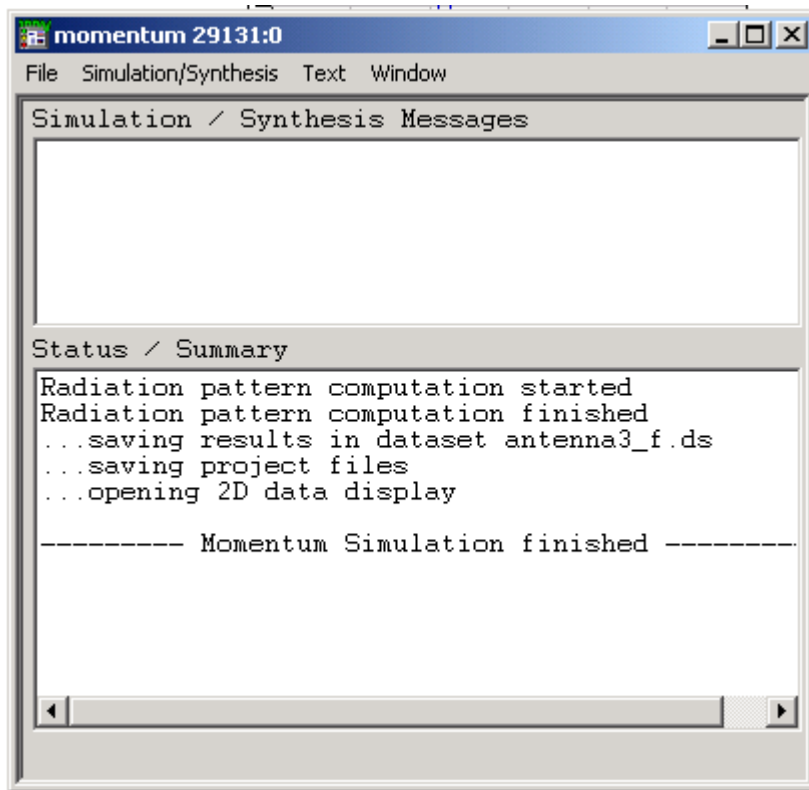 momentum 29131:0
File Simulation/Synthesis Text Window
Simulation / Synthesis Messages
Status / Summary
Radiation pattern computation started
Radiation pattern computation finished
...saving results in dataset antenna3_f.ds
...saving project files
...opening 2D data display
--------- Momentum Simulation finished --------